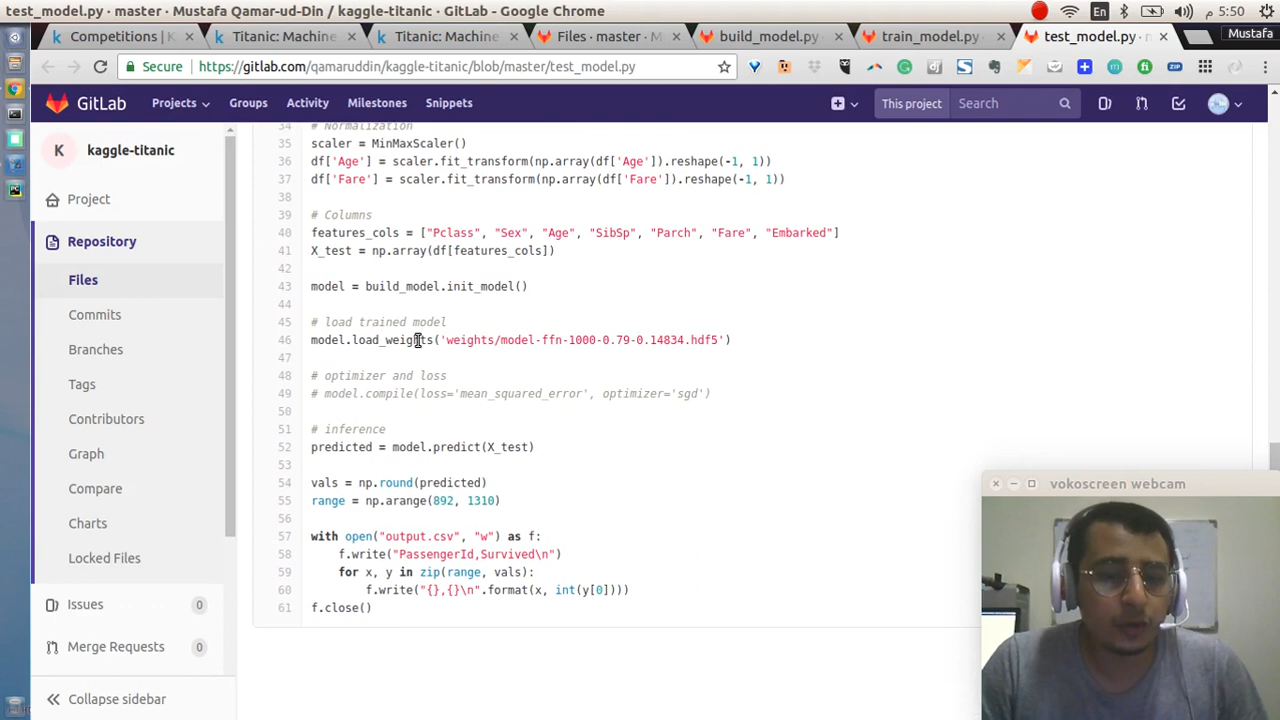 test_model.py · master · Mustafa Qamar-ud-Din / kaggle-titanic · GitLab - Google Chrome
En
5:50 م
Competitions | K
Titanic: Machine
Titanic: Machine
Files · master · M
build_model.py ·
train_model.py ·
test_model.py · m
Mustafa
Secure
https://gitlab.com/qamaruddin/kaggle-titanic/blob/master/test_model.py
GitLab
Projects
Groups
Activity
Milestones
Snippets
This project
Search
K
kaggle-titanic
Project
Repository
Files
Commits
Branches
Tags
Contributors
Graph
Compare
Charts
Locked Files
Issues
0
Merge Requests
0
Collapse sidebar
34 # Normalization
35 scaler = MinMaxScaler()
36 df['Age'] = scaler.fit_transform(np.array(df['Age']).reshape(-1, 1))
37 df['Fare'] = scaler.fit_transform(np.array(df['Fare']).reshape(-1, 1))
38
39 # Columns
40 features_cols = ["Pclass", "Sex", "Age", "SibSp", "Parch", "Fare", "Embarked"]
41 X_test = np.array(df[features_cols])
42
43 model = build_model.init_model()
44
45 # load trained model
46 model.load_weights('weights/model-ffn-1000-0.79-0.14834.hdf5')
47
48 # optimizer and loss
49 # model.compile(loss='mean_squared_error', optimizer='sgd')
50
51 # inference
52 predicted = model.predict(X_test)
53
54 vals = np.round(predicted)
55 range = np.arange(892, 1310)
56
57 with open("output.csv", "w") as f:
58 f.write("PassengerId,Survived\n")
59 for x, y in zip(range, vals):
60 f.write("{},{}\n".format(x, int(y[0])))
61 f.close()
vokoscreen webcam